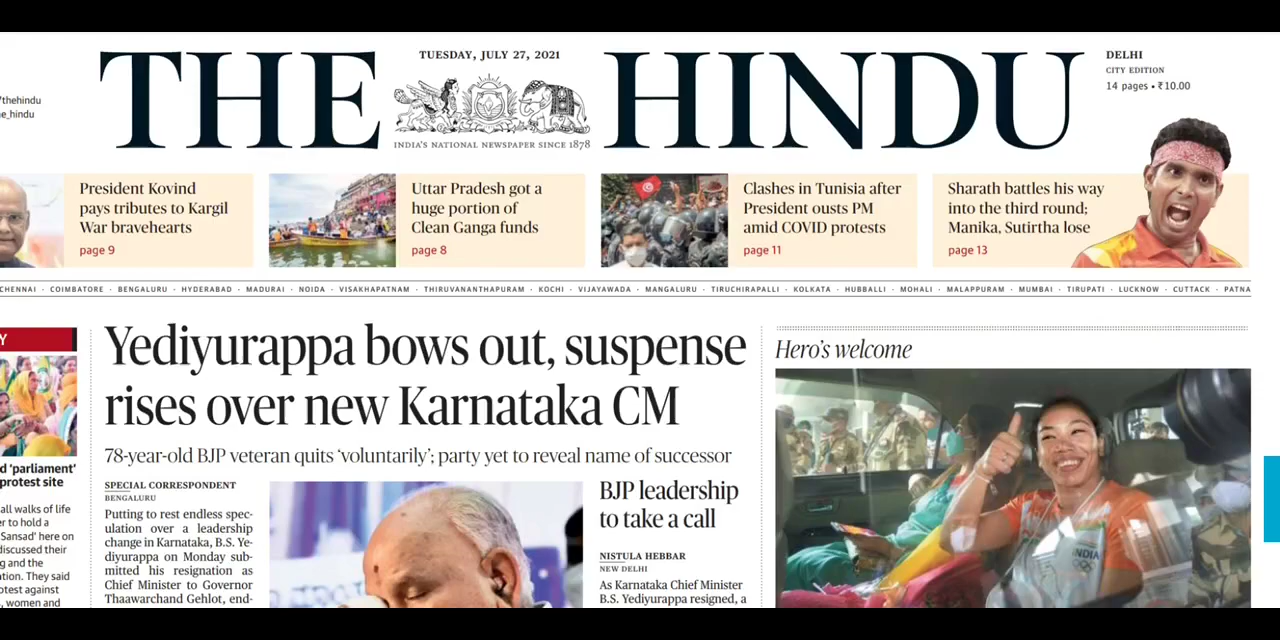 TUESDAY, JULY 27, 2021
THE HINDU
INDIA'S NATIONAL NEWSPAPER SINCE 1878
DELHI
CITY EDITION
14 pages • ₹10.00
thehindu
e_hindu
President Kovind
pays tributes to Kargil
War bravehearts
page 9
Uttar Pradesh got a
huge portion of
Clean Ganga funds
page 8
Clashes in Tunisia after
President ousts PM
amid COVID protests
page 11
Sharath battles his way
into the third round;
Manika, Sutirtha lose
page 13
CHENNAI · COIMBATORE · BENGALURU · HYDERABAD · MADURAI · NOIDA · VISAKHAPATNAM · THIRUVANANTHAPURAM · KOCHI · VIJAYAWADA · MANGALURU · TIRUCHIRAPALLI · KOLKATA · HUBBALLI · MOHALI · MALAPPURAM · MUMBAI · TIRUPATI · LUCKNOW · CUTTACK · PATNA
Y
d 'parliament'
protest site
all walks of life
er to hold a
Sansad' here on
discussed their
g and the
tion. They said
otest against
, women and
Yediyurappa bows out, suspense
rises over new Karnataka CM
78-year-old BJP veteran quits 'voluntarily'; party yet to reveal name of successor
SPECIAL CORRESPONDENT
BENGALURU
Putting to rest endless spec-
ulation over a leadership
change in Karnataka, B.S. Ye-
diyurappa on Monday sub-
mitted his resignation as
Chief Minister to Governor
Thaawarchand Gehlot, end-
BJP leadership
to take a call
NISTULA HEBBAR
NEW DELHI
As Karnataka Chief Minister
B.S. Yediyurappa resigned, a
Hero's welcome
INDIA